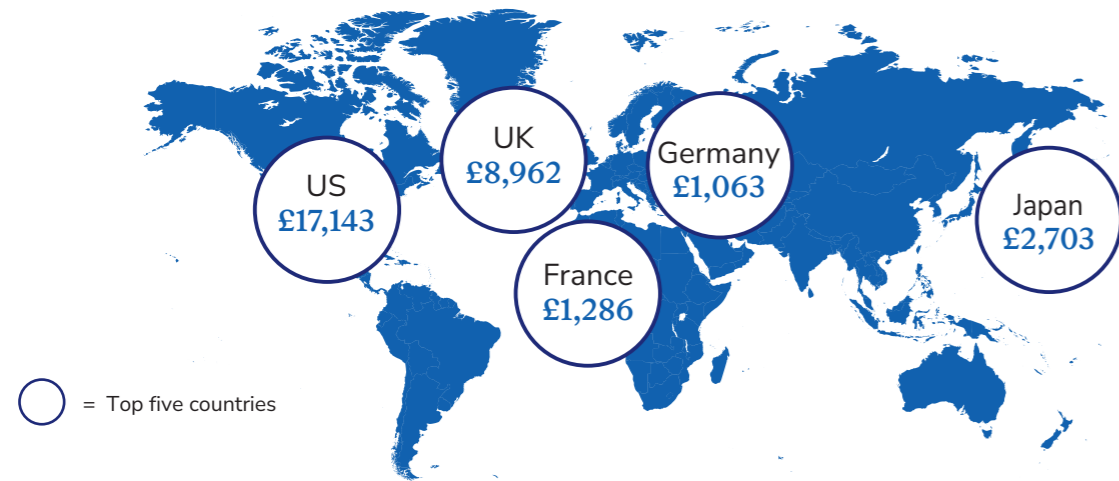 US
£17,143
UK
£8,962
Germany
£1,063
France
£1,286
Japan
£2,703
= Top five countries